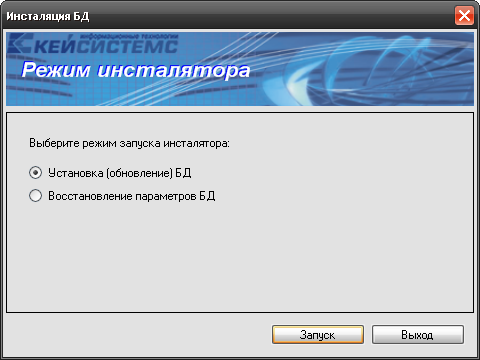 Инсталяция БД
информационные технологии
КЕЙСИСТЕМС
Режим инсталятора
Выберите режим запуска инсталятора:
Установка (обновление) БД
Восстановление параметров БД
Запуск
Выход